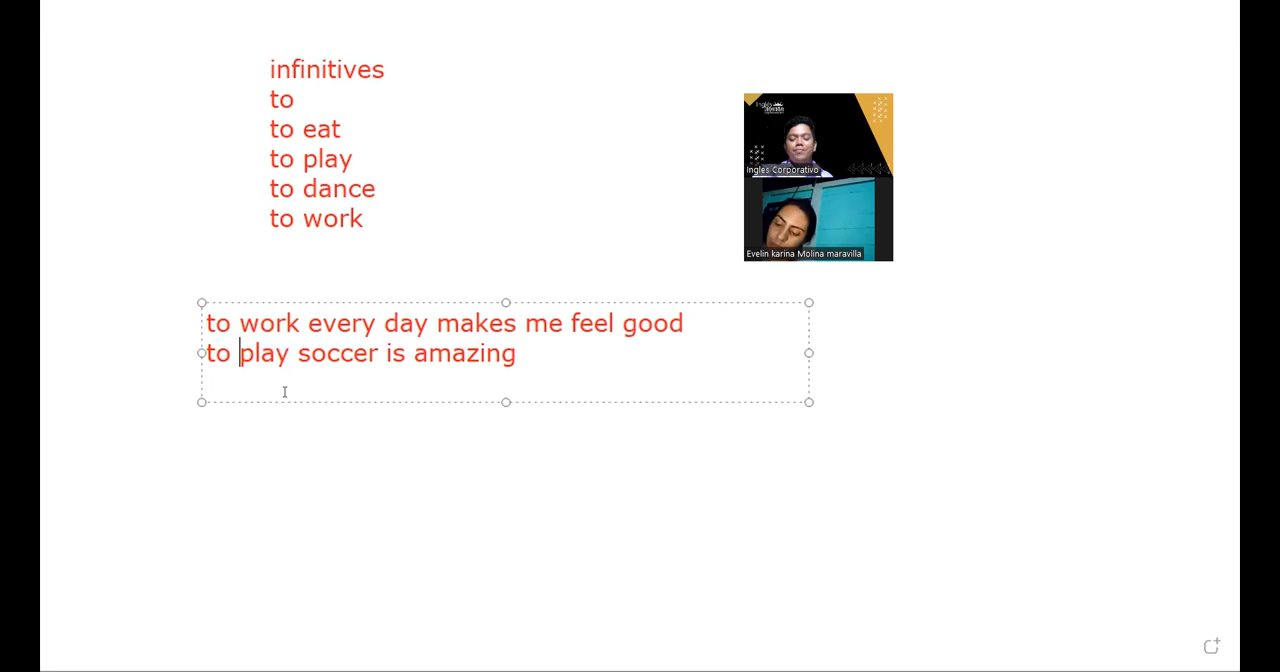 infinitives
to
to eat
to play
to dance
to work
Ingles Corporativo
Evelin karina Molina maravilla
to work every day makes me feel good
to play soccer is amazing